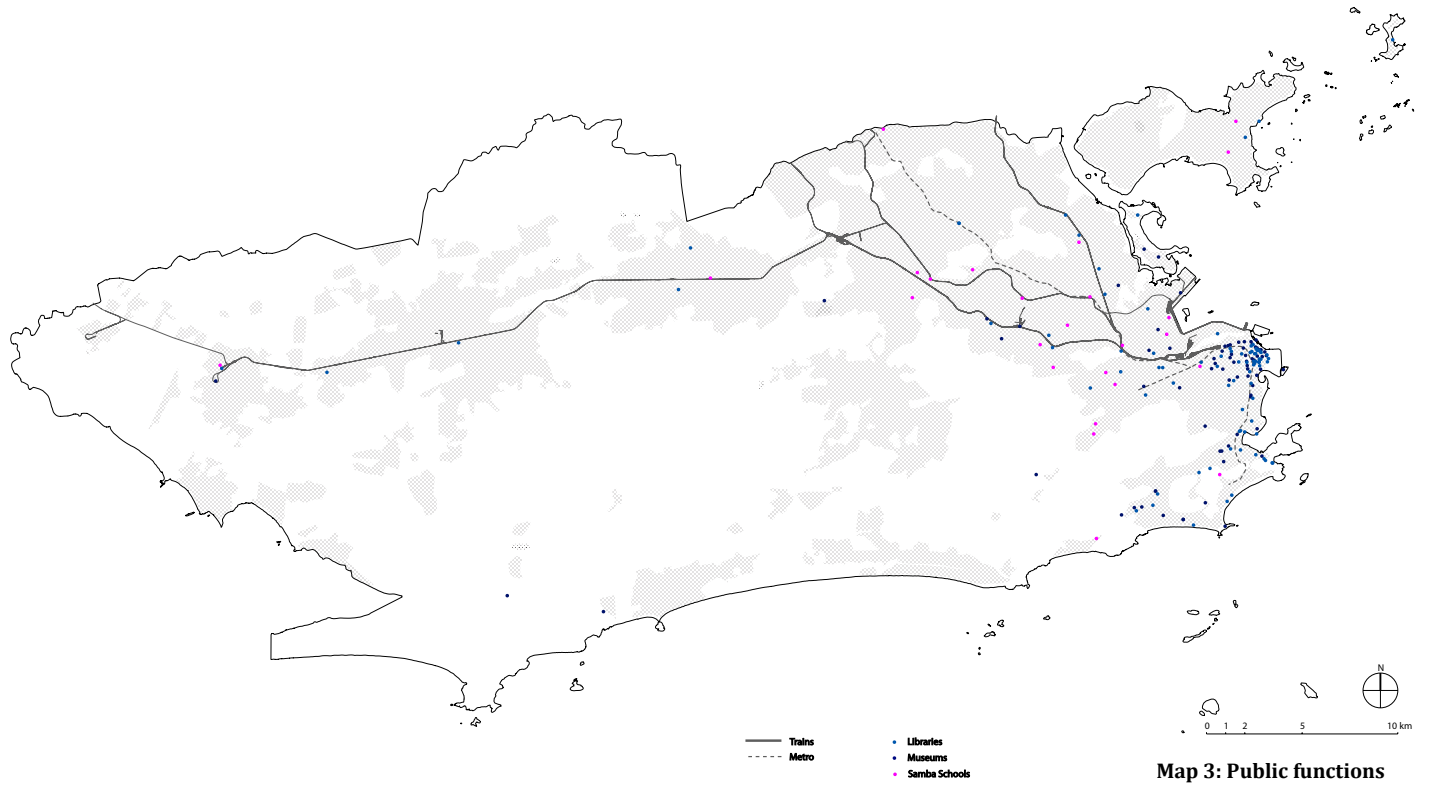 N
0 1 2 5 10 km
Trains
Metro
Libraries
Museums
Samba Schools
Map 3: Public functions